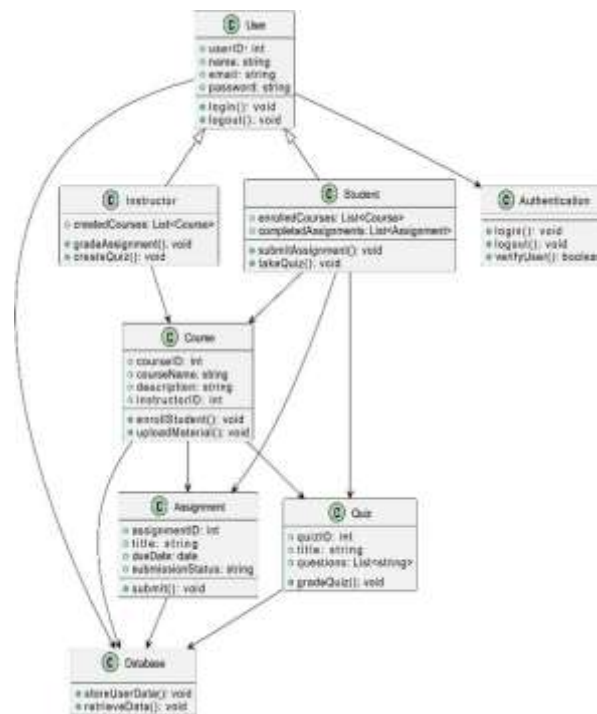 C User
userID: int
name: string
email: string
password: string
login(): void
logout(): void
C Instructor
createdCourses: List<Course>
gradeAssignment(): void
createQuiz(): void
C Student
enrolledCourses: List<Course>
completedAssignments: List<Assignment>
submitAssignment(): void
takeQuiz(): void
C Authentication
login(): void
logout(): void
verifyUser(): boolean
C Course
courseID: int
courseName: string
description: string
instructorID: int
enrollStudent(): void
uploadMaterial(): void
C Assignment
assignmentID: int
title: string
dueDate: date
submissionStatus: string
submit(): void
C Quiz
quizID: int
title: string
questions: List<string>
gradeQuiz(): void
C Database
storeUserData(): void
retrieveData(): void